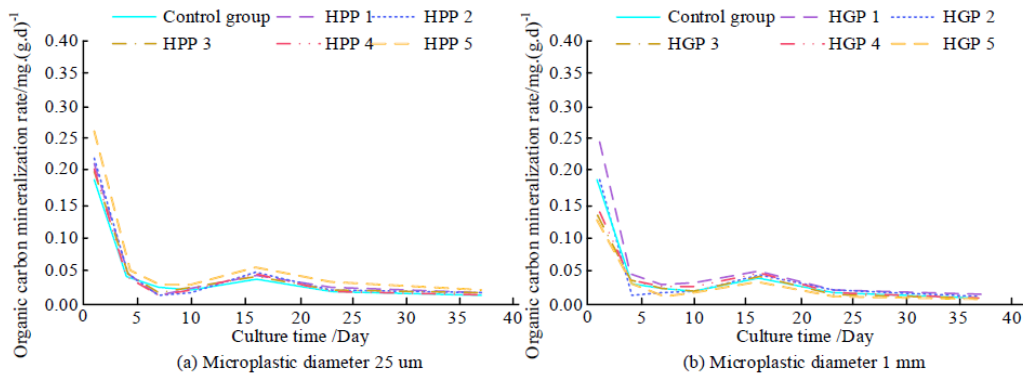 Control group HPP 1 HPP 2
HPP 3 HPP 4 HPP 5
Organic carbon mineralization rate/mg.(g.d)⁻¹
0.40
0.35
0.30
0.25
0.20
0.15
0.10
0.05
0.00
0 5 10 15 20 25 30 35 40
Culture time /Day
(a) Microplastic diameter 25 um
Control group HGP 1 HGP 2
HGP 3 HGP 4 HGP 5
Organic carbon mineralization rate/mg.(g.d)⁻¹
0.40
0.35
0.30
0.25
0.20
0.15
0.10
0.05
0.00
0 5 10 15 20 25 30 35 40
Culture time /Day
(b) Microplastic diameter 1 mm